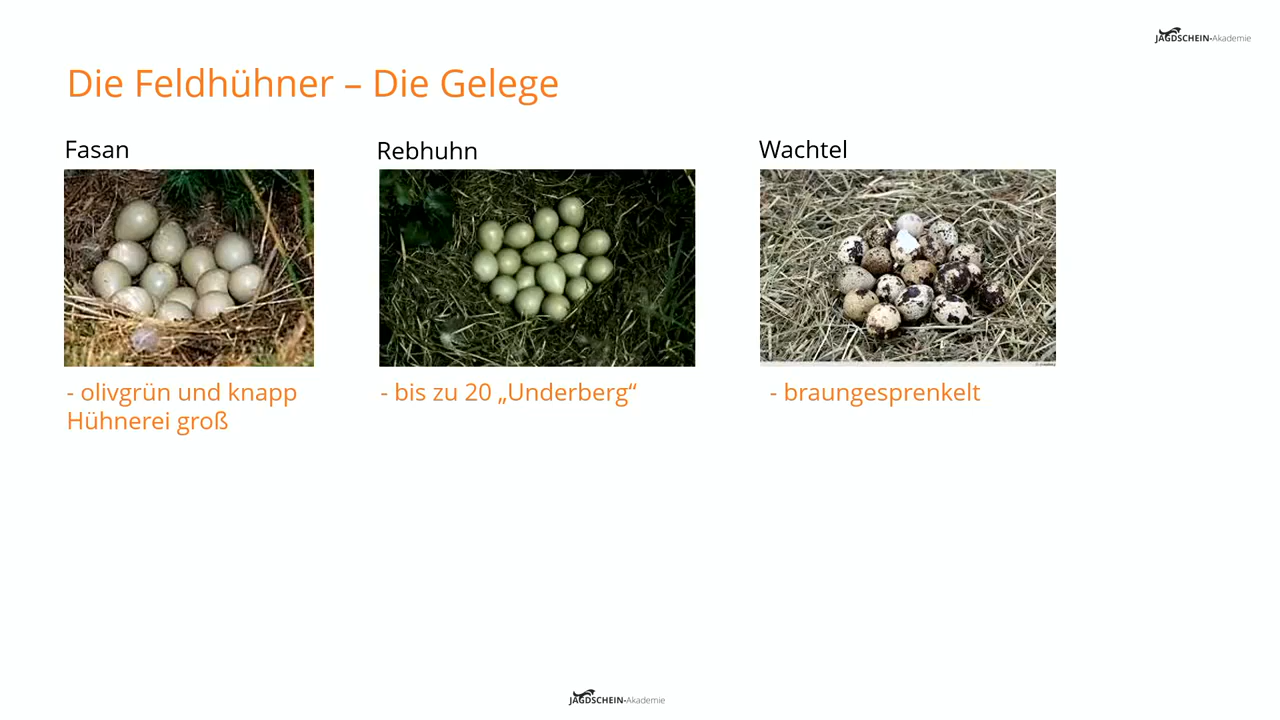 JAGDSCHEIN-Akademie
Die Feldhühner – Die Gelege
Fasan
Rebhuhn
Wachtel
- olivgrün und knapp
Hühnerei groß
- bis zu 20 „Underberg“
- braungesprenkelt
JAGDSCHEIN-Akademie